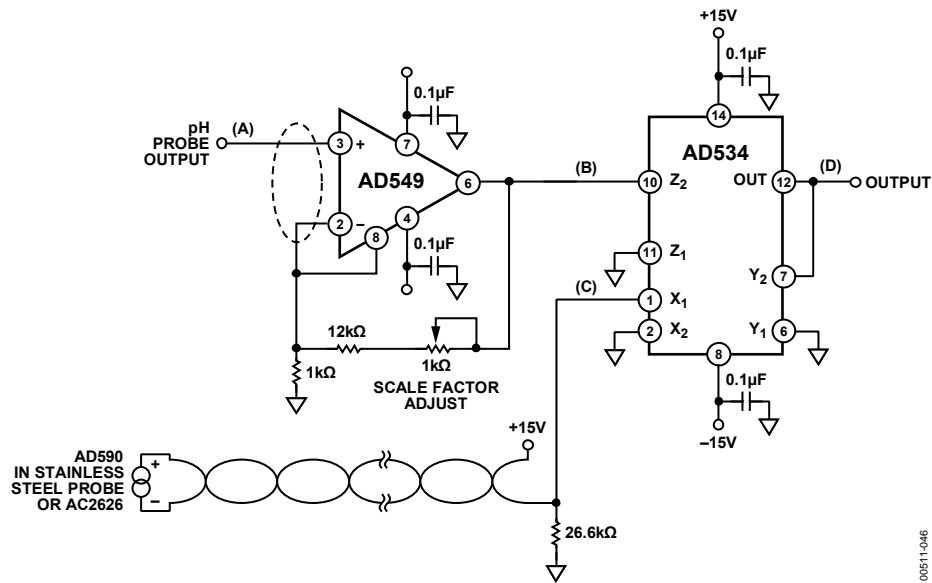 +15V
0.1µF
14
AD534
0.1µF
7
pH
PROBE
OUTPUT
(A)
3
+
AD549
6
(B)
10
Z2
OUT
12
(D)
OUTPUT
2
–
8
4
0.1µF
11
Z1
Y2
7
(C)
1
X1
2
X2
Y1
6
8
12kΩ
1kΩ
1kΩ
SCALE FACTOR
ADJUST
0.1µF
–15V
+15V
AD590
IN STAINLESS
STEEL PROBE
OR AC2626
+
–
26.6kΩ
00511-046